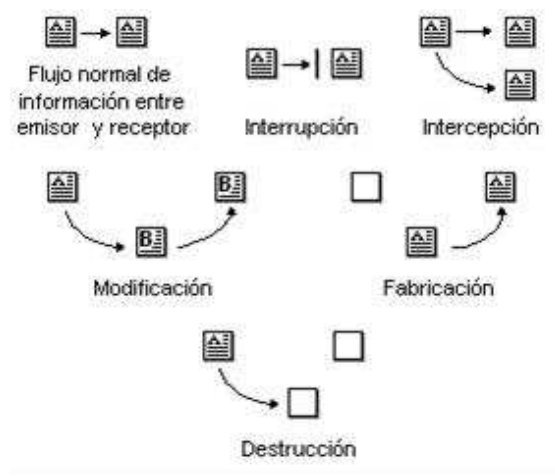 Flujo normal de
información entre
emisor y receptor
Interrupción
Intercepción
Modificación
Fabricación
Destrucción